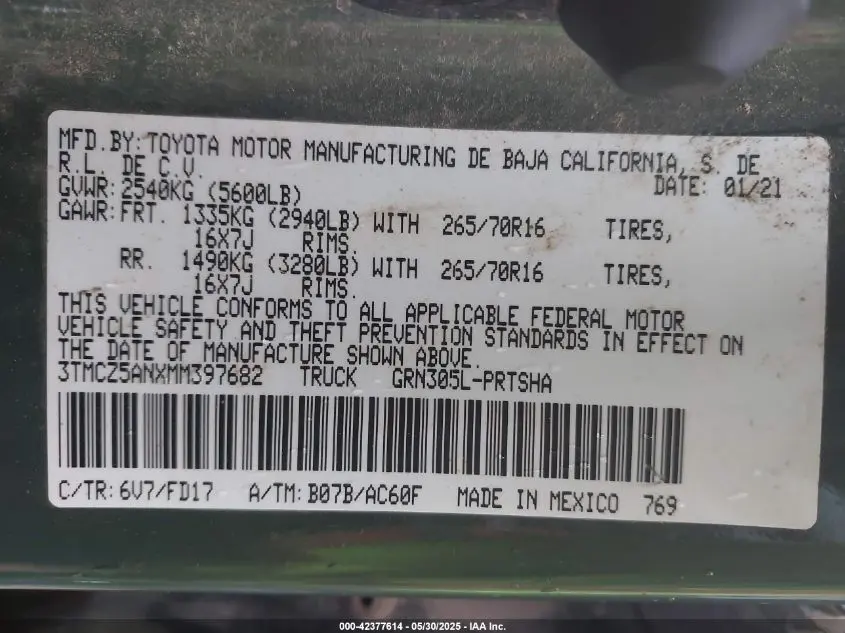 MFD.BY:TOYOTA MOTOR MANUFACTURING DE BAJA CALIFORNIA, S. DE
R.L. DE C.V. DATE: 01/21
GVWR:2540KG (5600LB)
GAWR:FRT. 1335KG (2940LB) WITH 265/70R16 TIRES,
16X7J RIMS.
RR. 1490KG (3280LB) WITH 265/70R16 TIRES,
16X7J RIMS.
THIS VEHICLE CONFORMS TO ALL APPLICABLE FEDERAL MOTOR
VEHICLE SAFETY AND THEFT PREVENTION STANDARDS IN EFFECT ON
THE DATE OF MANUFACTURE SHOWN ABOVE.
3TMCZ5ANXMM397682 TRUCK GRN305L-PRTSHA
C/TR:6V7/FD17 A/TM:B07B/AC60F MADE IN MEXICO 769
000-42377614 - 05/30/2025 - IAA Inc.